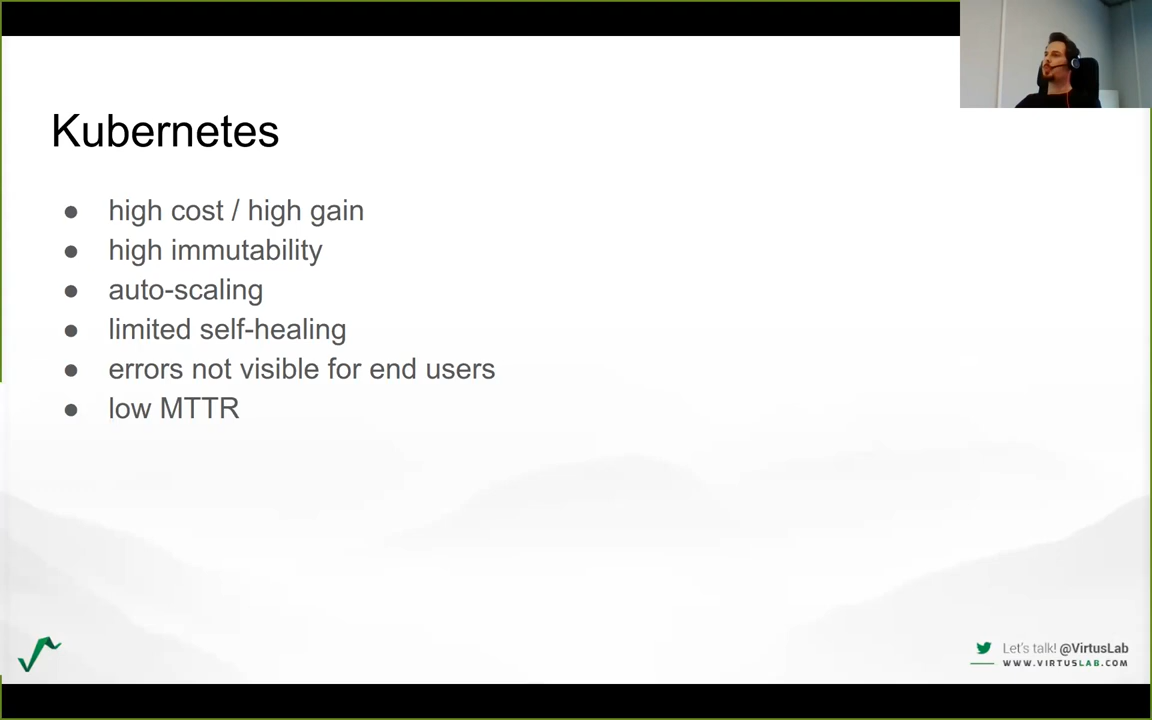 Kubernetes
● high cost / high gain
● high immutability
● auto-scaling
● limited self-healing
● errors not visible for end users
● low MTTR
Let's talk! @VirtusLab
WWW.VIRTUSLAB.COM